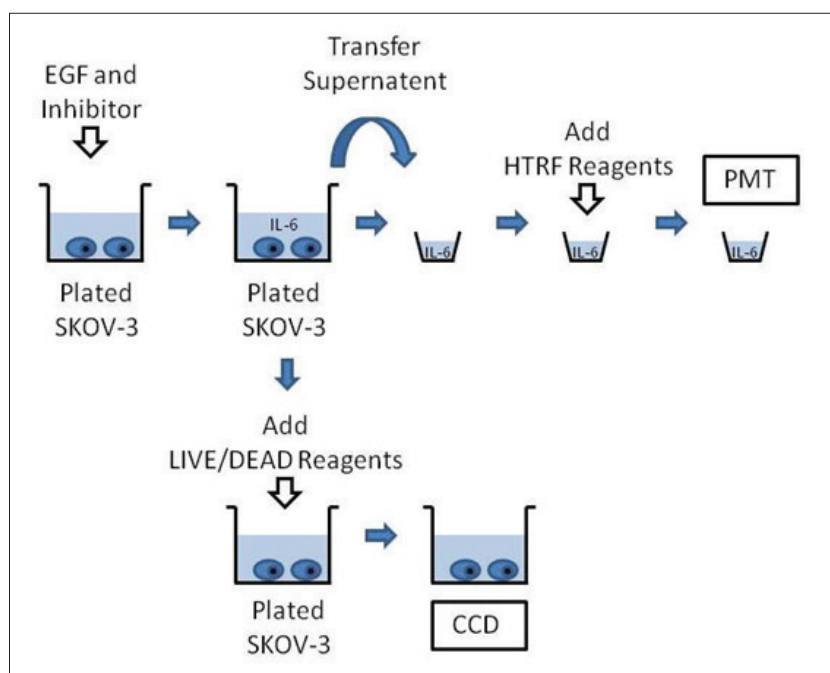 EGF and
Inhibitor
Transfer
Supernatent
Add
HTRF Reagents
PMT
IL-6
IL-6
IL-6
IL-6
Plated
SKOV-3
Plated
SKOV-3
Add
LIVE/DEAD Reagents
Plated
SKOV-3
CCD